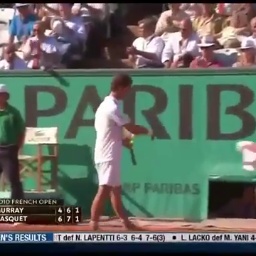 PARIB
LACOSTE
2010 FRENCH OPEN
MURRAY 4 6 1
GASQUET 6 7 1
N'S RESULTS T def N. LAPENTTI 6-3 6-4 7-6(3) L. LACKO def M. YANI 4-